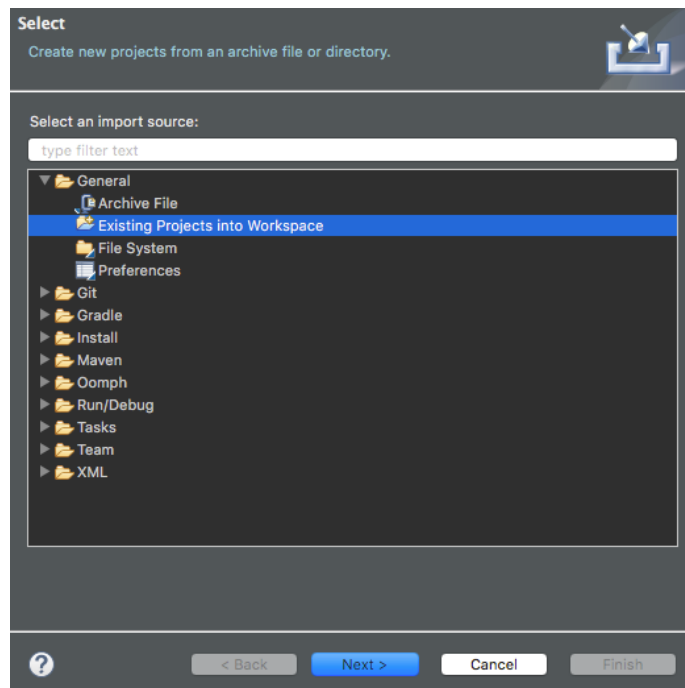 Select
Create new projects from an archive file or directory.
Select an import source:
type filter text
General
Archive File
Existing Projects into Workspace
File System
Preferences
Git
Gradle
Install
Maven
Oomph
Run/Debug
Tasks
Team
XML
?
< Back Next > Cancel Finish